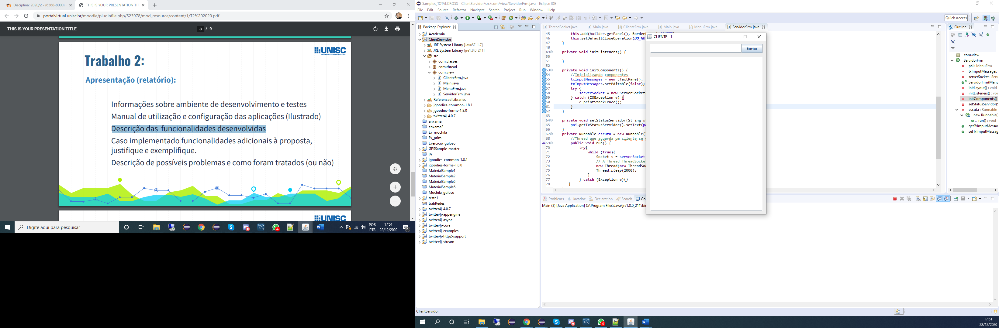 Disciplina: 2020/2 - (6568-8000)
THIS IS YOUR PRESENTATION TIT
portalvirtual.unisc.br/moodle/pluginfile.php/523978/mod_resource/content/1/T2%202020.pdf
THIS IS YOUR PRESENTATION TITLE
8 / 9
UNISC
Trabalho 2:
Apresentação (relatório):
Informações sobre ambiente de desenvolvimento e testes
Manual de utilização e configuração das aplicações (Ilustrado)
Descrição das funcionalidades desenvolvidas
Caso implementado funcionalidades adicionais à proposta,
justifique e exemplifique.
Descrição de possíveis problemas e como foram tratados (ou não)
UNISC
Digite aqui para pesquisar
POR
PTB
17:51
22/12/2020
Samples_TOTALCROSS - ClientServidor/src/com/view/ServidorFrm.java - Eclipse IDE
File Edit Source Refactor Navigate Search Project Run Window Help
Quick Access
Package Explorer
Academia
ClientServidor
JRE System Library [JavaSE-1.7]
JRE System Library [jre1.8.0_211]
src
com.classes
com.thread
com.view
ClienteFrm.java
Main.java
MenuFrm.java
ServidorFrm.java
Referenced Libraries
jgoodies-common-1.8.1
jgoodies-forms-1.8.0
twitter4j-4.0.7
enxame
enxame2
Ex_mochila
Ex_prim
Exercicio_guloso
GPSSample-master
IA
jgoodies-common-1.8.1
jgoodies-forms-1.8.0
MaterialSample1
MaterialSample2
MaterialSample5
MaterialSample6
Mochila_guloso
teste1
trabRedes
twitter4j-4.0.7
twitter4j-appengine
twitter4j-async
twitter4j-core
twitter4j-examples
twitter4j-http2-support
twitter4j-stream
ThreadSocket.java Main.java ClienteFrm.java Main.java MenuFrm.java ServidorFrm.java
45 this.add(builder.getPanel(), Border
46 this.setDefaultCloseOperation(DO_NO
47 }
48
49 private void initListeners() {
50
51 }
52
53 private void initComponents() {
54 //Inicializando componentes
55 txImputMessages = new JTextPane();
56 txImputMessages.setEditable(false);
57 try {
58 serverSocket = new ServerSocket(
59 } catch (IOException e) {
60 e.printStackTrace();
61 }
62 }
63
64 private void setStatusServidor(String st
65 pai.getTxStatusServidor().setText(pa
66 }
67 private Runnable escuta = new Runnable()
68 //Thread que aguarda um cliente se c
69 public void run() {
70 try{
71 while (true){
72 Socket s = serverSocket.
73 // A Thread ThreadSocket
74 new Thread(new ThreadSoc
75 Thread.sleep(2000);
76 }
77 } catch (Exception e){}
78 }
CLIENTE - 1
Enviar
Problems Javadoc Declaration Search Co
Main (3) [Java Application] C:\Program Files\Java\jre1.8.0_211\bin
Outline
com.view
ServidorFrm
pai : MenuFrm
txImputMessages
serverSocket : Serv
ServidorFrm(Menu
initLayout() : void
initListeners() : voi
initComponents()
setStatusServidor(S
escuta : Runnable
new Runnable()
run() : void
getTxImputMessag
setTxImputMessag
ClientServidor
17:51
22/12/2020